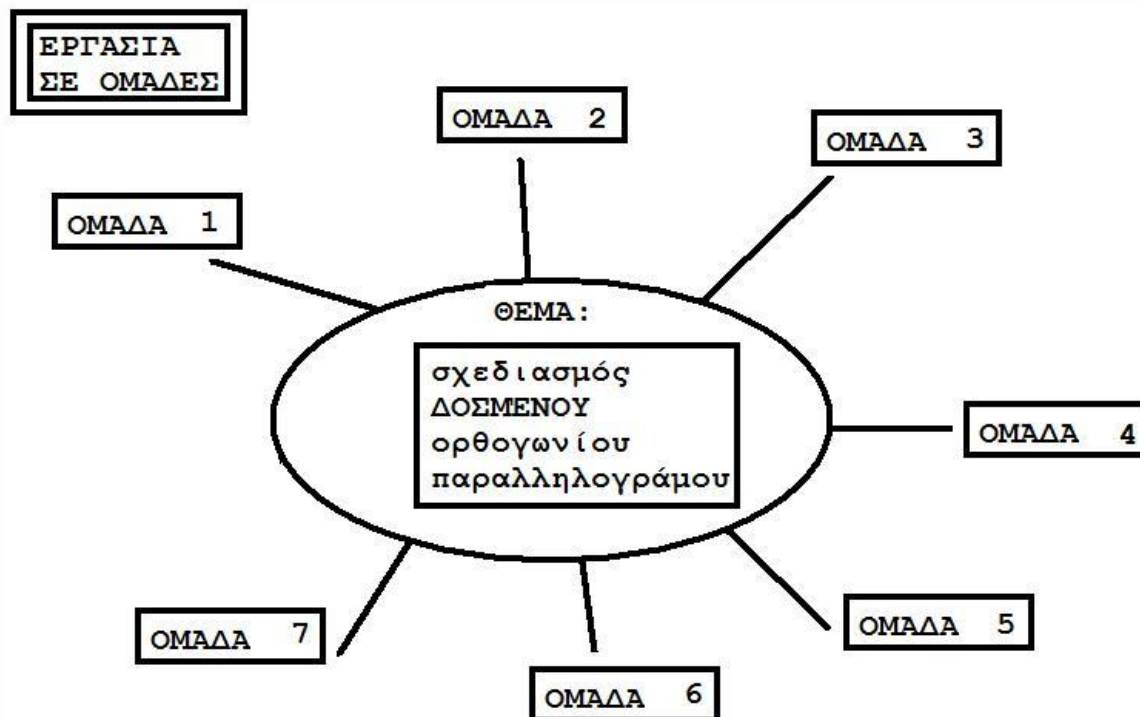 ΕΡΓΑΣΙΑ
ΣΕ ΟΜΑΔΕΣ
ΟΜΑΔΑ 2
ΟΜΑΔΑ 3
ΟΜΑΔΑ 1
ΘΕΜΑ:
σχεδιασμός
ΔΟΣΜΕΝΟΥ
ορθογωνίου
παραλληλογράμου
ΟΜΑΔΑ 4
ΟΜΑΔΑ 5
ΟΜΑΔΑ 7
ΟΜΑΔΑ 6